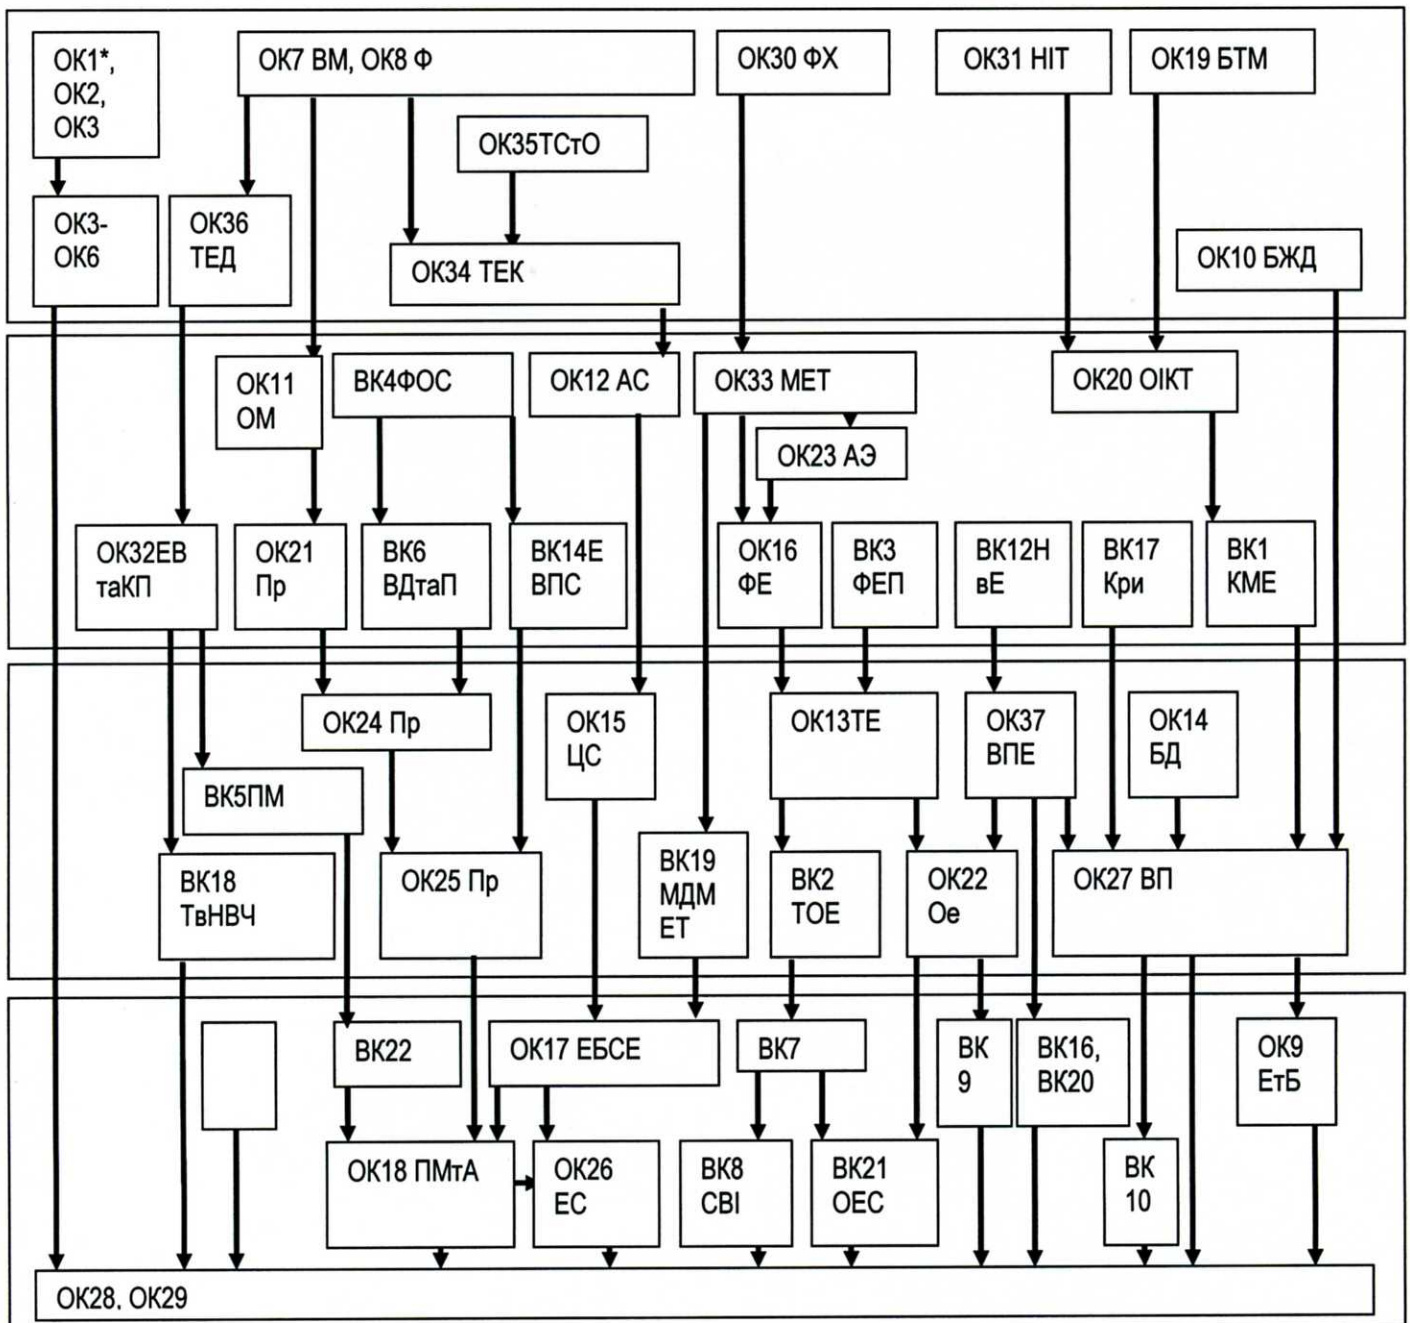 ОК1*,
ОК2,
ОК3
ОК7 ВМ, ОК8 Ф
ОК30 ФХ
ОК31 НІТ
ОК19 БТМ
ОК35ТСтО
ОК3-
ОК6
ОК36
ТЕД
ОК34 ТЕК
ОК10 БЖД
ОК11
ОМ
ВК4ФОС
ОК12 АС
ОК33 МЕТ
ОК20 ОІКТ
ОК23 АЭ
ОК32ЕВ
таКП
ОК21
Пр
ВК6
ВДтаП
ВК14Е
ВПС
ОК16
ФЕ
ВК3
ФЕП
ВК12Н
вЕ
ВК17
Кри
ВК1
КМЕ
ОК24 Пр
ОК15
ЦС
ОК13ТЕ
ОК37
ВПЕ
ОК14
БД
ВК5ПМ
ВК18
ТвНВЧ
ОК25 Пр
ВК19
МДМ
ЕТ
ВК2
ТОЕ
ОК22
Ое
ОК27 ВП
ВК22
ОК17 ЕБСЕ
ВК7
ВК
9
ВК16,
ВК20
ОК9
ЕтБ
ОК18 ПМтА
ОК26
ЕС
ВК8
СВІ
ВК21
ОЕС
ВК
10
ОК28, ОК29